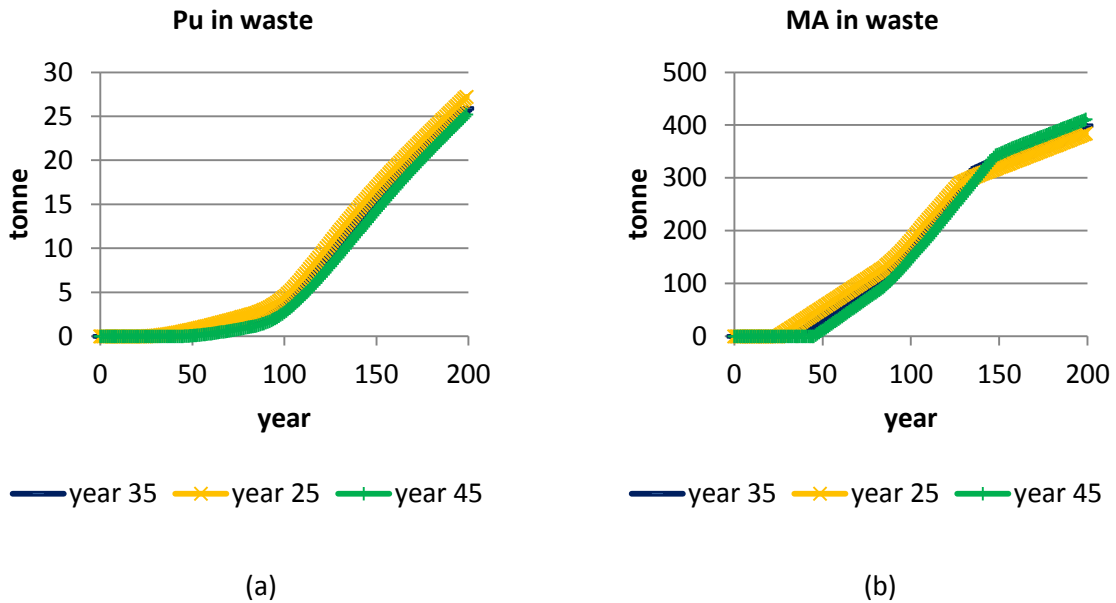 Pu in waste
30
25
20
15
10
5
0
tonne
0 50 100 150 200
year
year 35 year 25 year 45
(a)
MA in waste
500
400
300
200
100
0
tonne
0 50 100 150 200
year
year 35 year 25 year 45
(b)